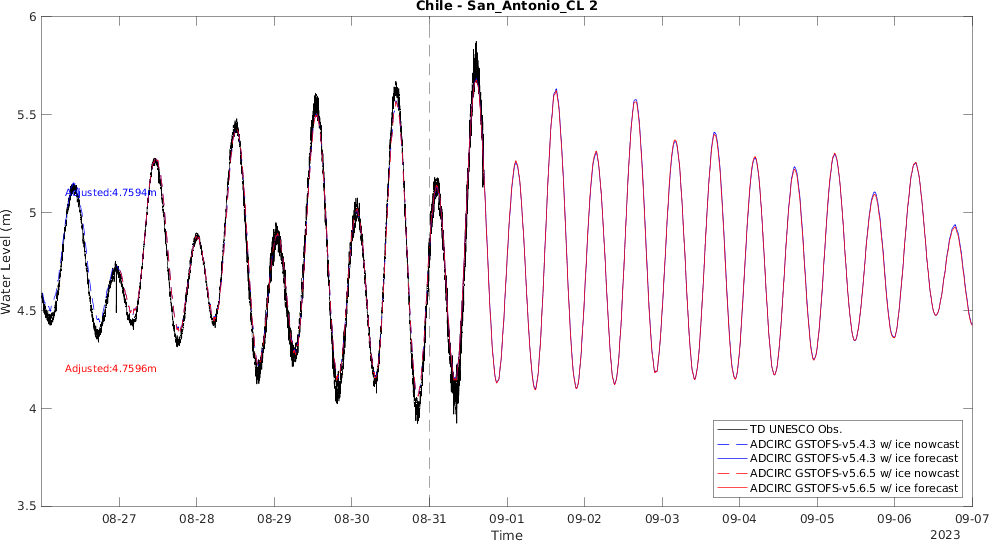 Chile - San_Antonio_CL 2
Water Level (m)
6
5.5
5
4.5
4
3.5
Adjusted:4.7594m
Adjusted:4.7596m
TD UNESCO Obs.
ADCIRC GSTOFS-v5.4.3 w/ ice nowcast
ADCIRC GSTOFS-v5.4.3 w/ ice forecast
ADCIRC GSTOFS-v5.6.5 w/ ice nowcast
ADCIRC GSTOFS-v5.6.5 w/ ice forecast
08-27 08-28 08-29 08-30 08-31 09-01 09-02 09-03 09-04 09-05 09-06 09-07
Time
2023